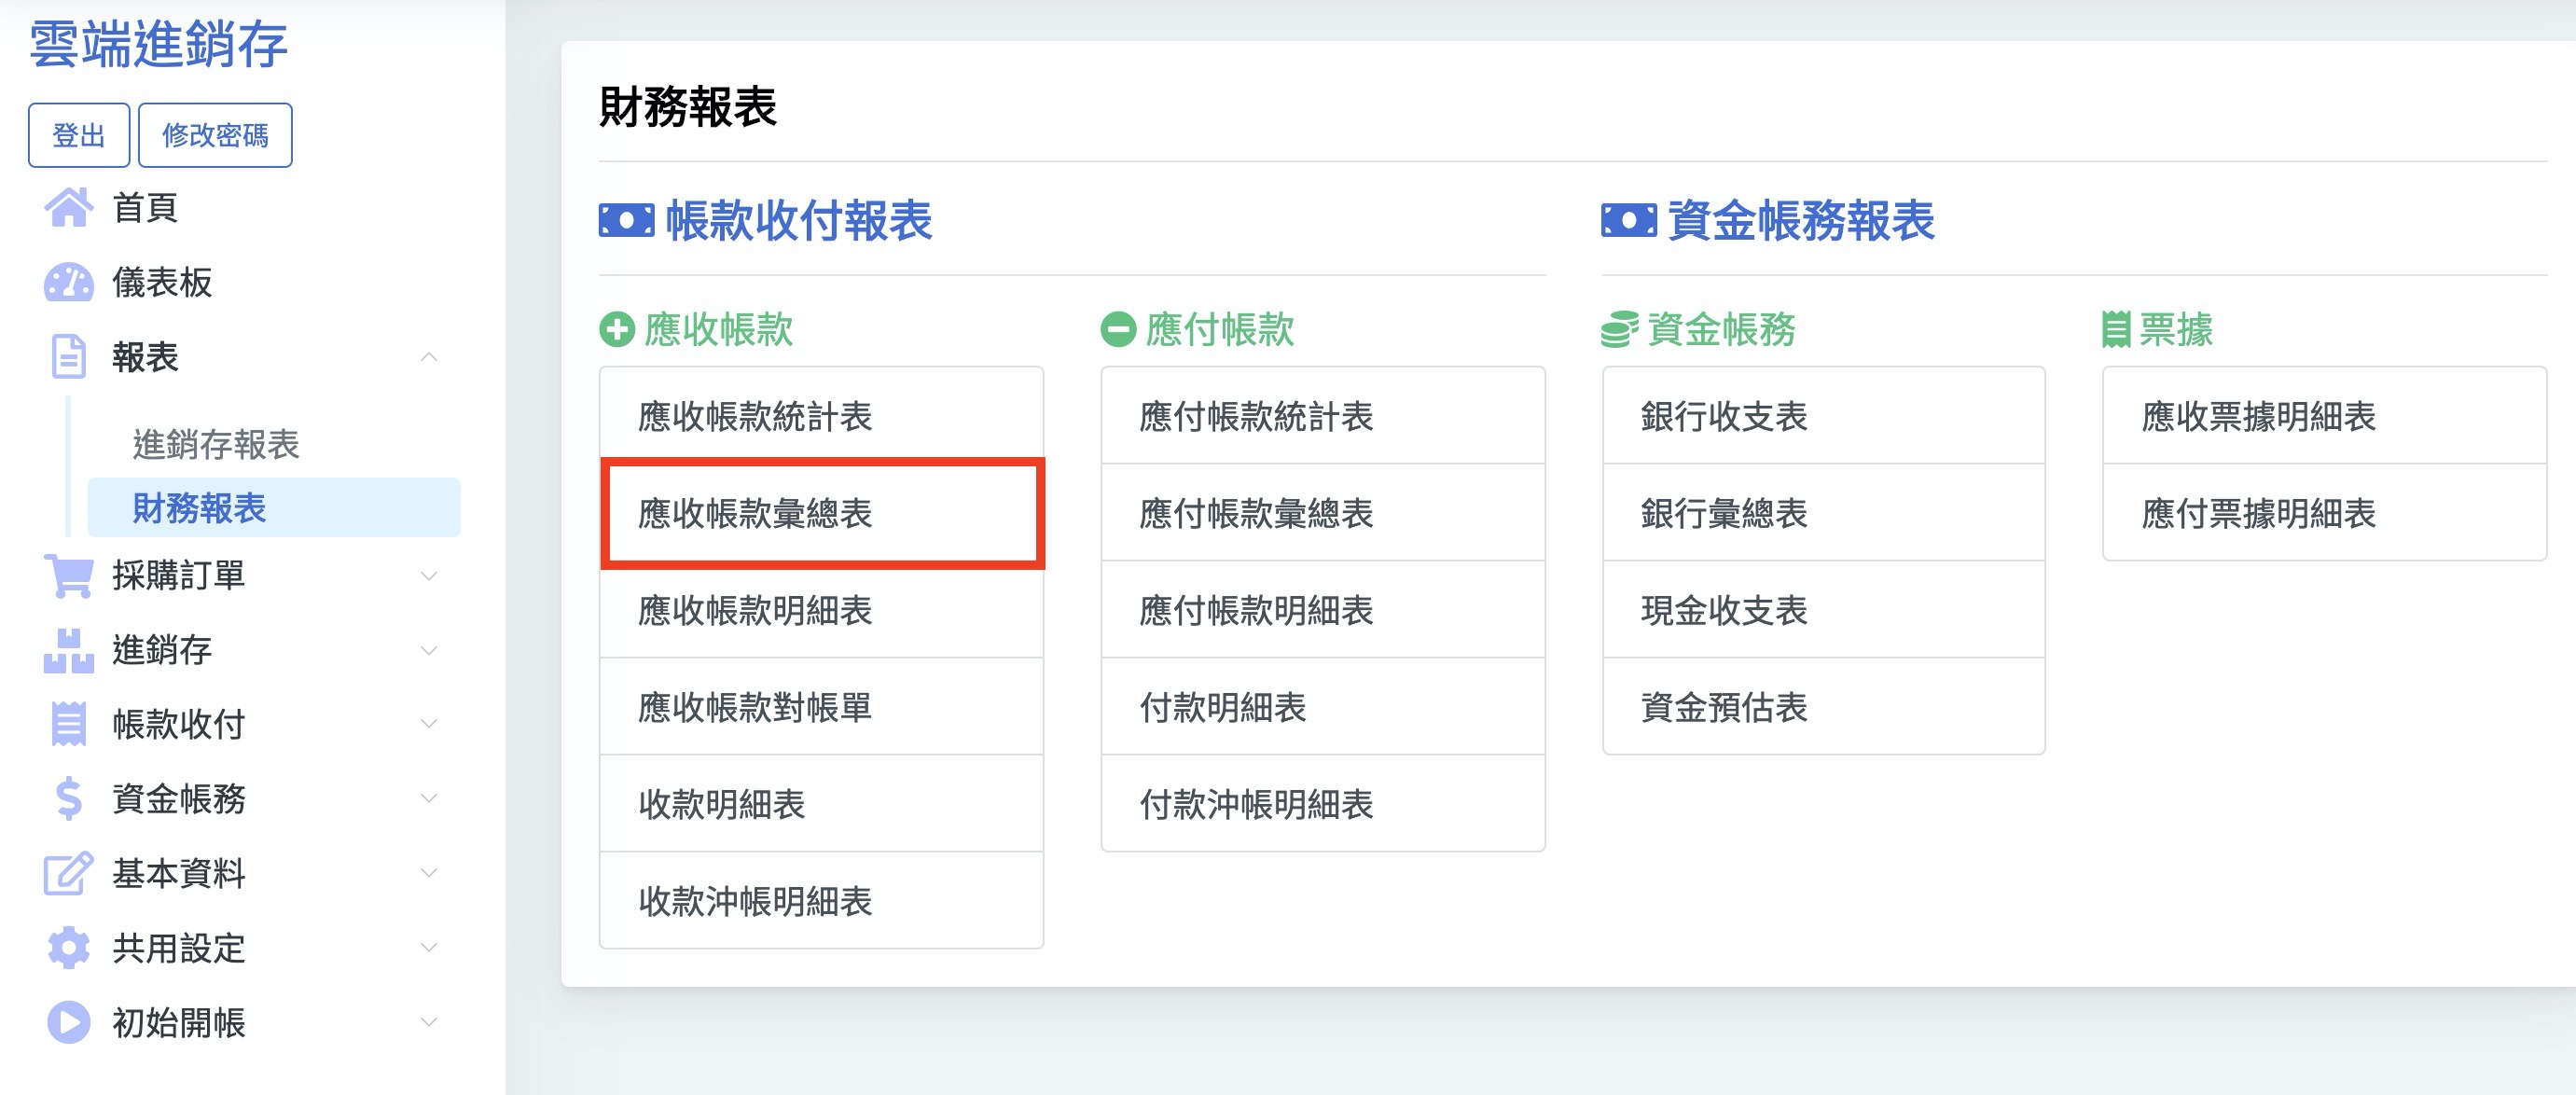 雲端進銷存
登出
修改密碼
首頁
儀表板
報表
進銷存報表
財務報表
採購訂單
進銷存
帳款收付
資金帳務
基本資料
共用設定
初始開帳
財務報表
帳款收付報表
應收帳款
應收帳款統計表
應收帳款彙總表
應收帳款明細表
應收帳款對帳單
收款明細表
收款沖帳明細表
應付帳款
應付帳款統計表
應付帳款彙總表
應付帳款明細表
付款明細表
付款沖帳明細表
資金帳務報表
資金帳務
銀行收支表
銀行彙總表
現金收支表
資金預估表
票據
應收票據明細表
應付票據明細表